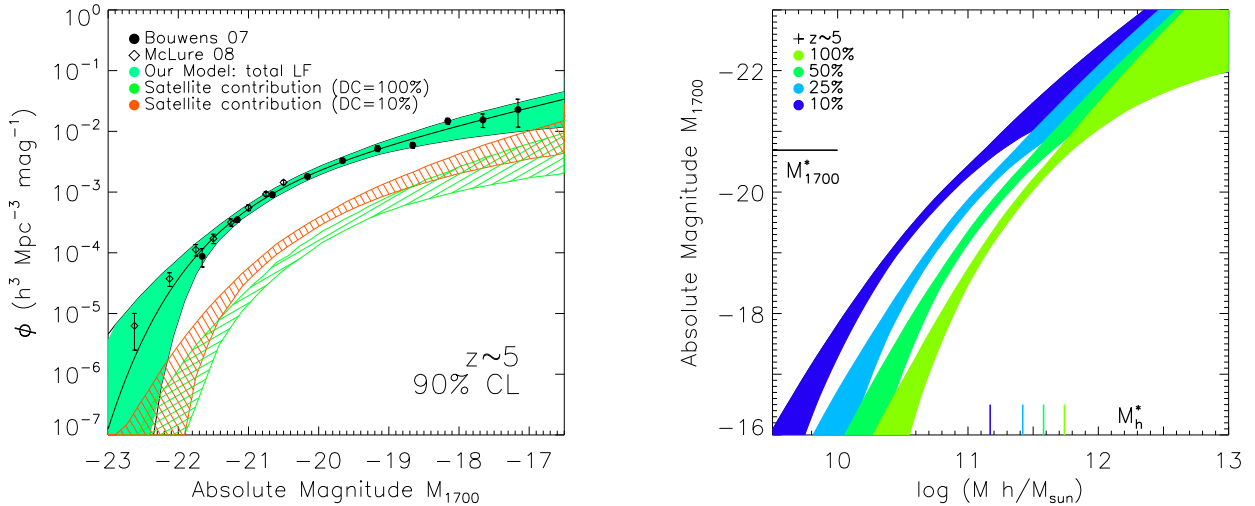 10⁰
10⁻¹
10⁻²
10⁻³
10⁻⁴
10⁻⁵
10⁻⁶
10⁻⁷
ϕ (h³ Mpc⁻³ mag⁻¹)
Bouwens 07
McLure 08
Our Model: total LF
Satellite contribution (DC=100%)
Satellite contribution (DC=10%)
z~5
90% CL
−23 −22 −21 −20 −19 −18 −17
Absolute Magnitude M₁₇₀₀
−22
−20
−18
−16
Absolute Magnitude M₁₇₀₀
z~5
100%
50%
25%
10%
M*₁₇₀₀
M*ₕ
10 11 12 13
log (M h/Mₛᵤₙ)